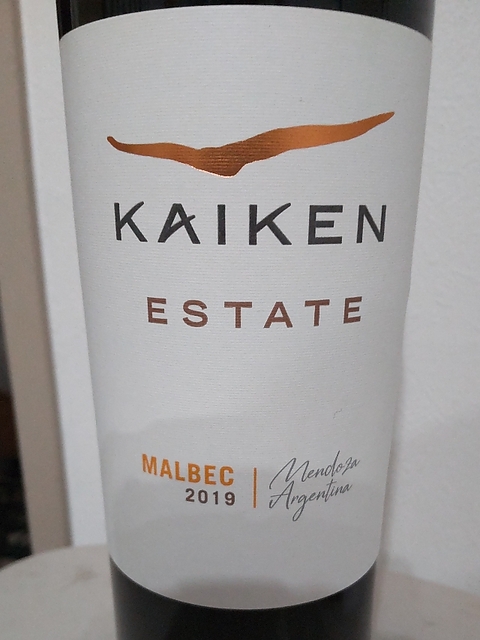 KAIKEN
ESTATE
MALBEC
2019
Mendoza
Argentina